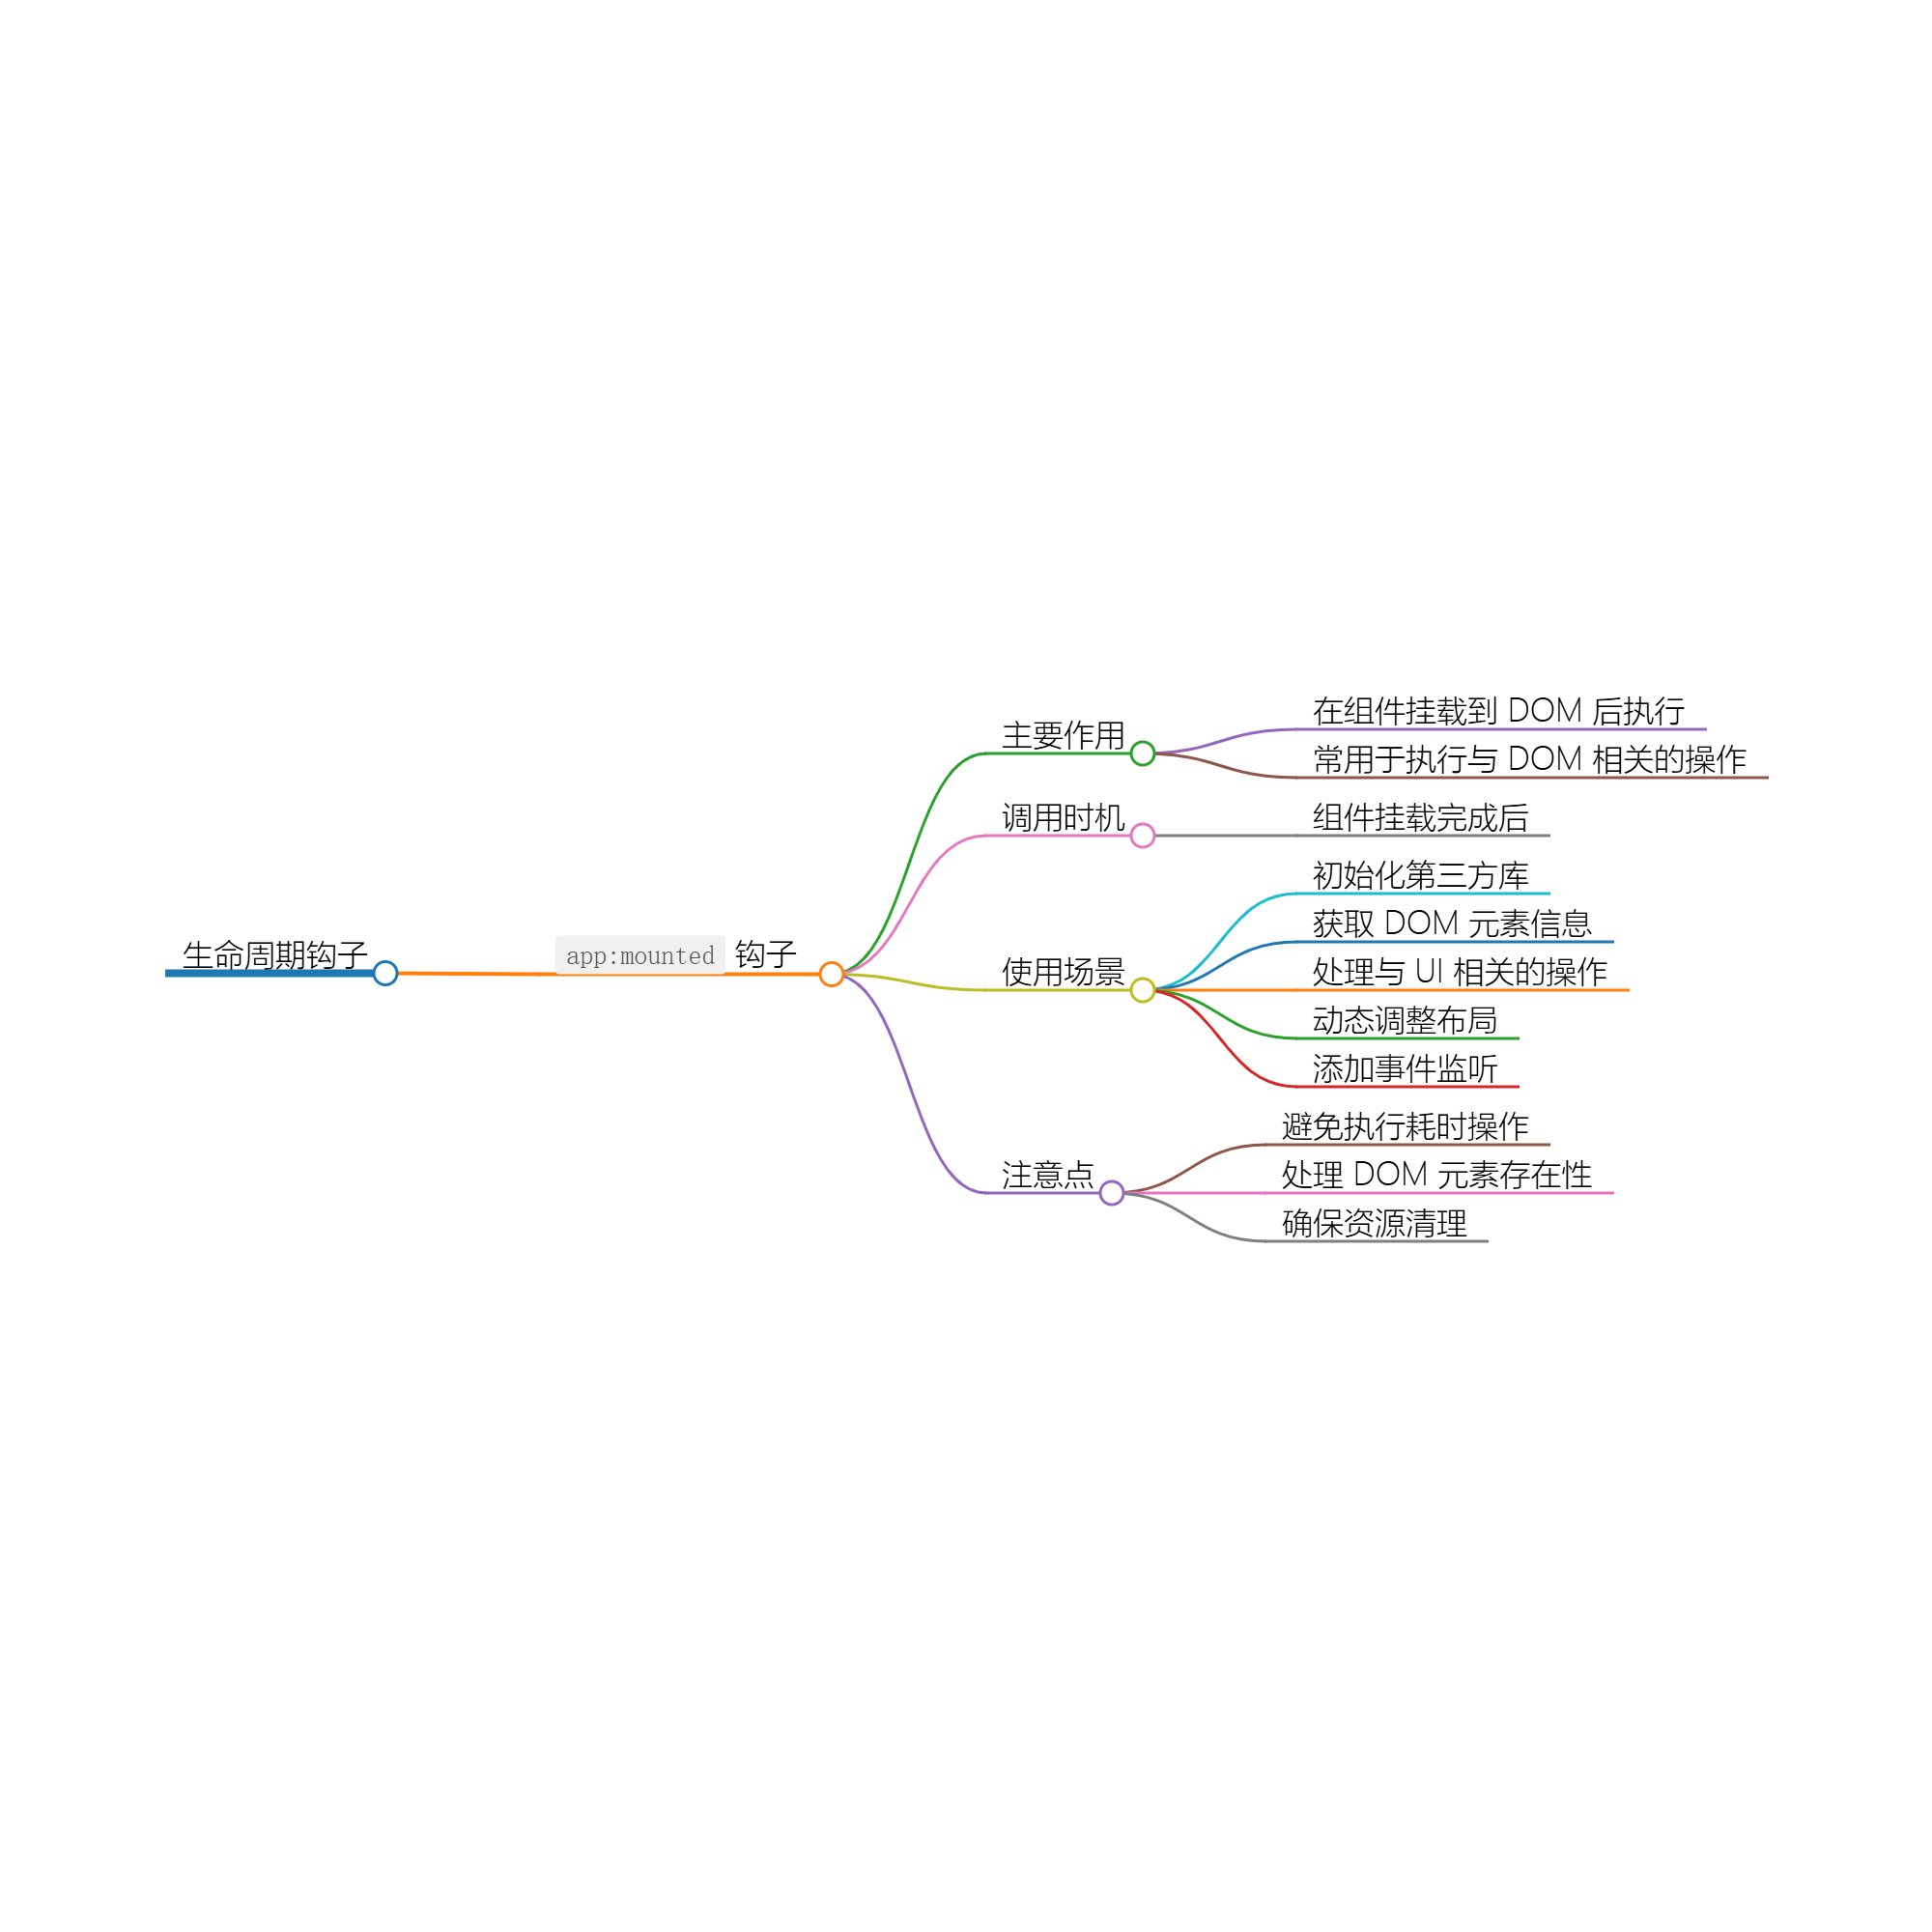 生命周期钩子
app:mounted 钩子
主要作用
在组件挂载到 DOM 后执行
常用于执行与 DOM 相关的操作
调用时机
组件挂载完成后
使用场景
初始化第三方库
获取 DOM 元素信息
处理与 UI 相关的操作
动态调整布局
添加事件监听
注意点
避免执行耗时操作
处理 DOM 元素存在性
确保资源清理